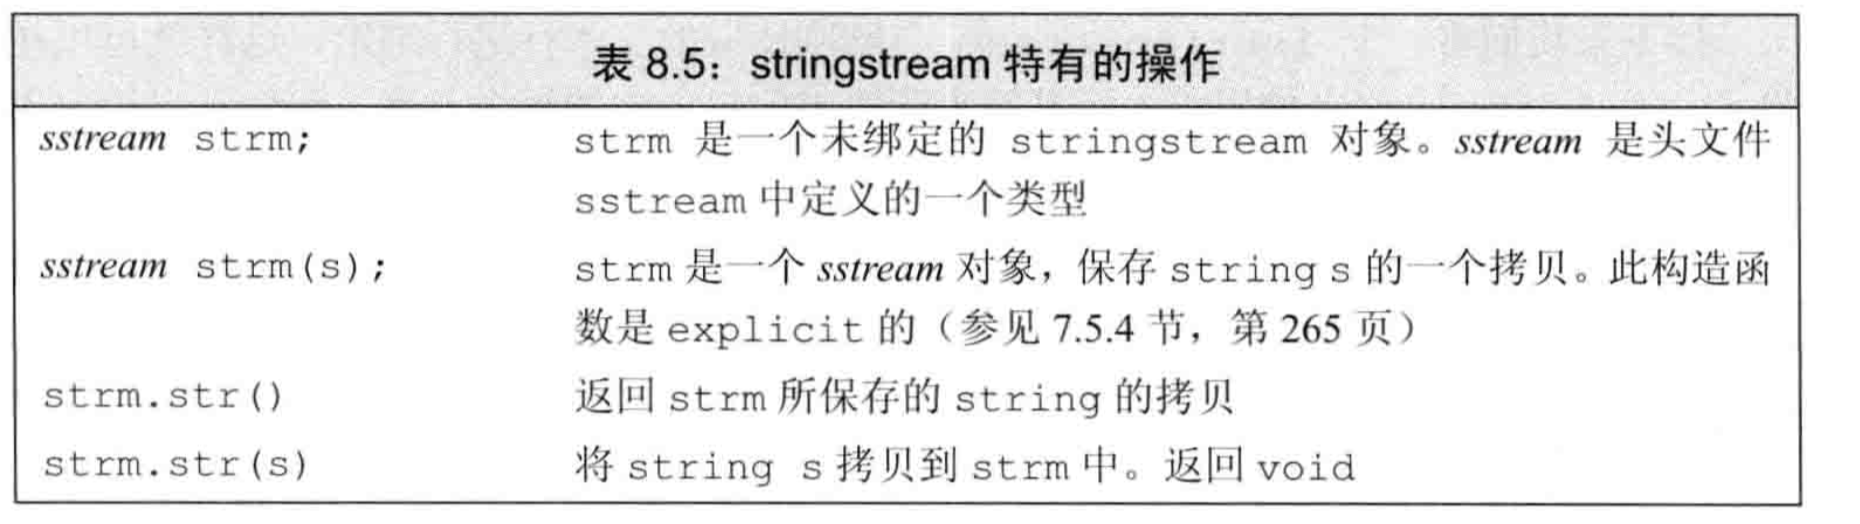 表 8.5：stringstream 特有的操作
sstream strm;
strm 是一个未绑定的 stringstream 对象。sstream 是头文件
sstream 中定义的一个类型
sstream strm(s);
strm 是一个 sstream 对象，保存 string s 的一个拷贝。此构造函
数是 explicit 的（参见 7.5.4 节，第 265 页）
strm.str()
返回 strm 所保存的 string 的拷贝
strm.str(s)
将 string s 拷贝到 strm 中。返回 void